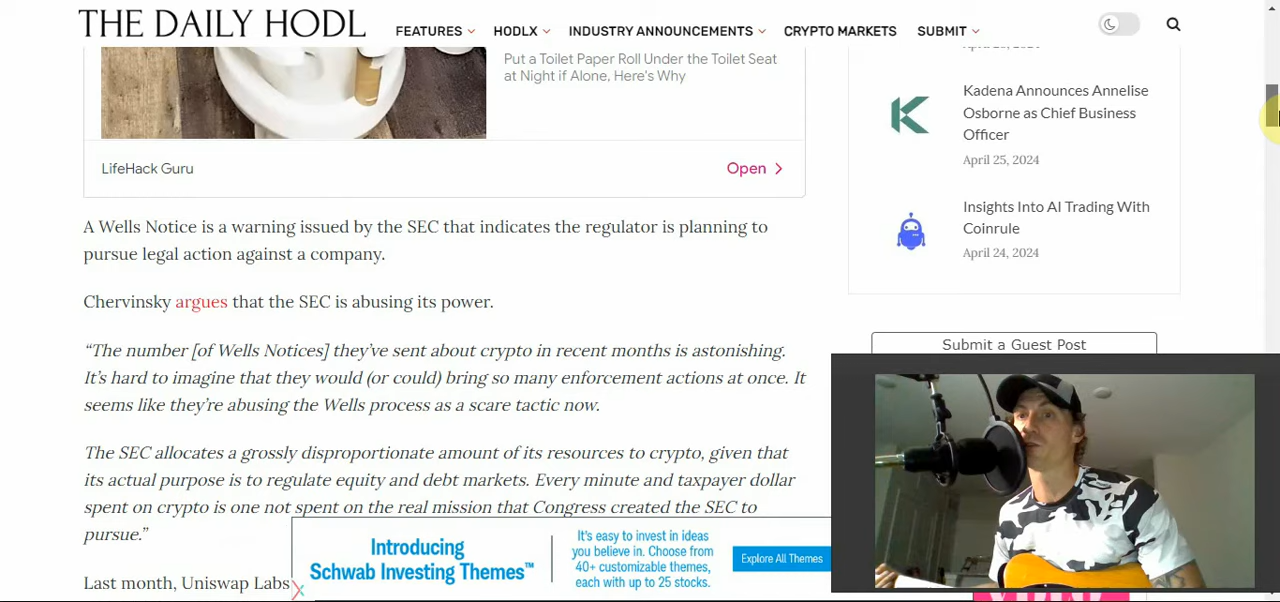 THE DAILY HODL
FEATURES
HODLX
INDUSTRY ANNOUNCEMENTS
CRYPTO MARKETS
SUBMIT
Put a Toilet Paper Roll Under the Toilet Seat
at Night if Alone, Here's Why
LifeHack Guru
Open
A Wells Notice is a warning issued by the SEC that indicates the regulator is planning to
pursue legal action against a company.
Chervinsky argues that the SEC is abusing its power.
“The number [of Wells Notices] they’ve sent about crypto in recent months is astonishing.
It’s hard to imagine that they would (or could) bring so many enforcement actions at once. It
seems like they’re abusing the Wells process as a scare tactic now.
The SEC allocates a grossly disproportionate amount of its resources to crypto, given that
its actual purpose is to regulate equity and debt markets. Every minute and taxpayer dollar
spent on crypto is one not spent on the real mission that Congress created the SEC to
pursue.”
Last month, Uniswap Labs
Introducing
Schwab Investing Themes™
It's easy to invest in ideas
you believe in. Choose from
40+ customizable themes,
each with up to 25 stocks.
Explore All Themes
Kadena Announces Annelise
Osborne as Chief Business
Officer
April 25, 2024
Insights Into AI Trading With
Coinrule
April 24, 2024
Submit a Guest Post